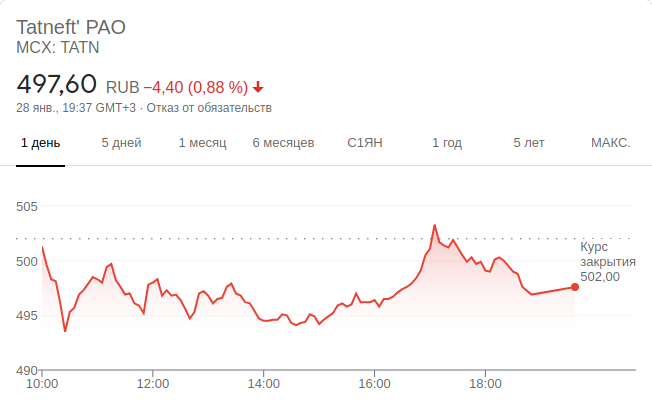 Tatneft' PAO
MCX: TATN
497,60 RUB −4,40 (0,88 %)
28 янв., 19:37 GMT+3 · Отказ от обязательств
1 день 5 дней 1 месяц 6 месяцев С1ЯН 1 год 5 лет МАКС.
505
500
495
490
Курс
закрытия
502,00
10:00 12:00 14:00 16:00 18:00